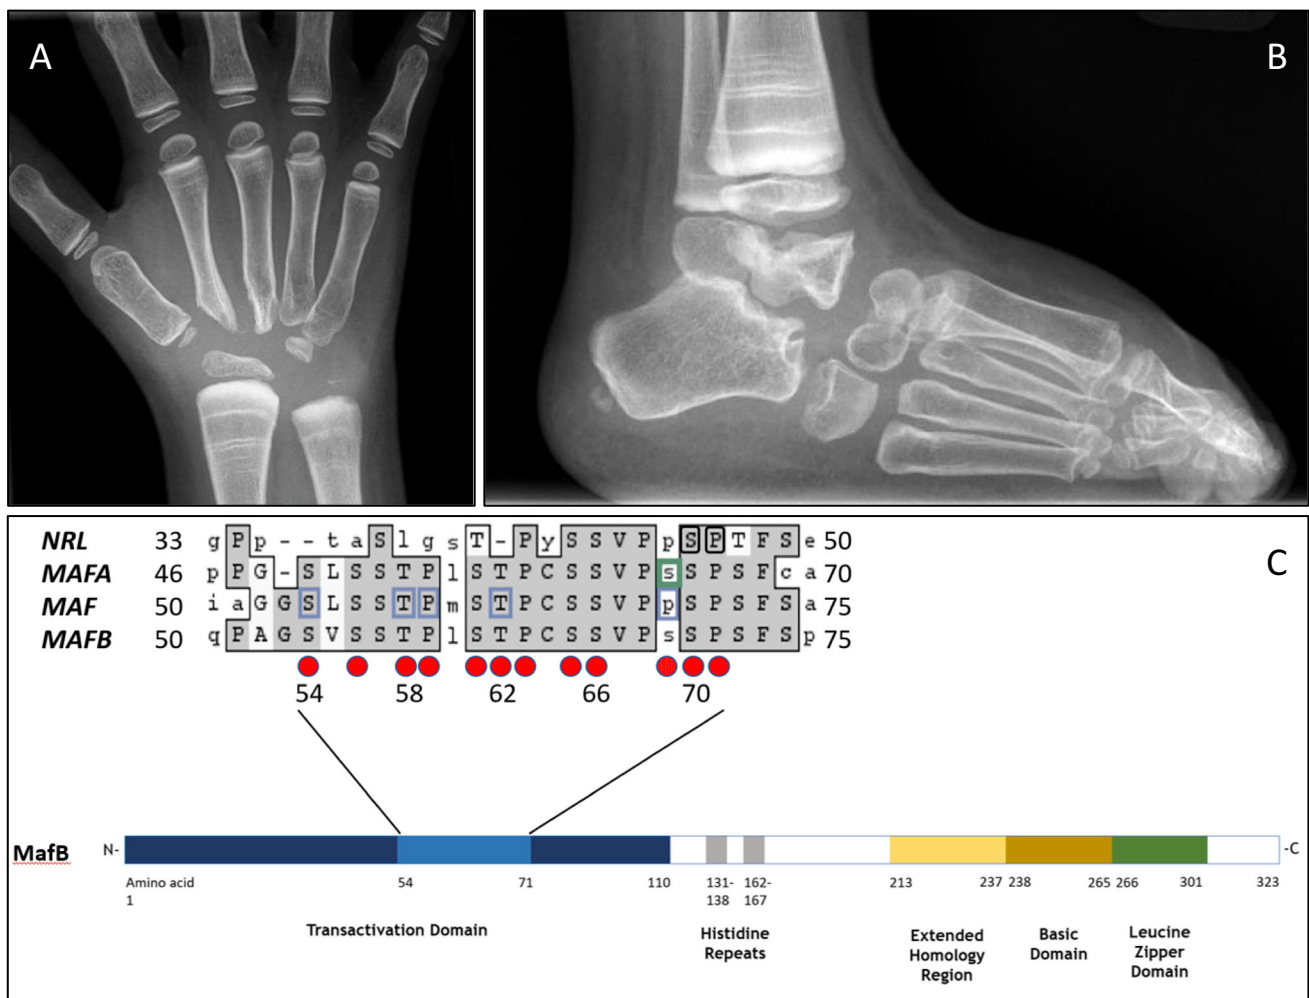 A
B
C
NRL 33 g P p - - t a S l g s T - P y S S V P p S P T F S e 50
MAFA 46 p P G - S L S S T P l S T P C S S V P s S P S F c a 70
MAF 50 i a G G S L S S T P m S T P C S S V P p S P S F S a 75
MAFB 50 q P A G S V S S T P l S T P C S S V P s S P S F S p 75
54 58 62 66 70
MafB N- -C
Amino acid 54 71 110 131- 162- 213 237 238 265 266 301 323
1 138 167
Transactivation Domain Histidine Extended Basic Leucine
Repeats Homology Domain Zipper
Region Domain